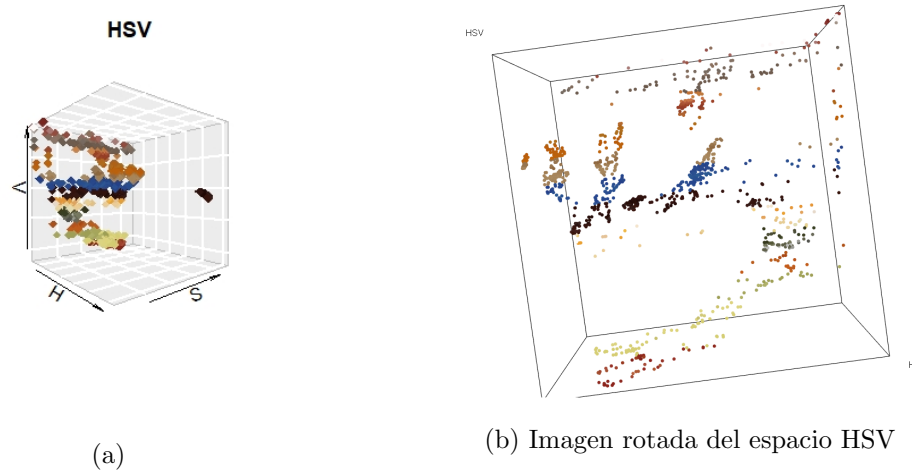 HSV
V
H
S
(a)
HSV
H
(b) Imagen rotada del espacio HSV